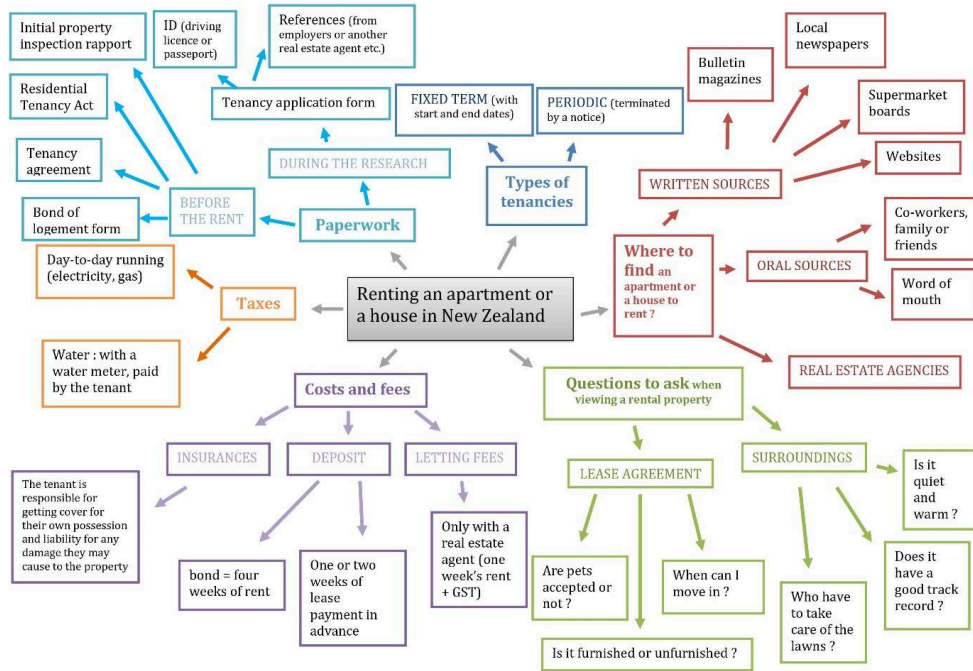 Initial property
inspection rapport
ID (driving
licence or
passeport)
References (from
employers or another
real estate agent etc.)
Residential
Tenancy Act
Tenancy application form
Tenancy
agreement
DURING THE RESEARCH
BEFORE
THE RENT
Bond of
logement form
Paperwork
FIXED TERM (with
start and end dates)
PERIODIC (terminated
by a notice)
Types of
tenancies
Bulletin
magazines
Local
newspapers
Supermarket
boards
Websites
WRITTEN SOURCES
Where to
find an
apartment or
a house to
rent ?
ORAL SOURCES
Co-workers,
family or
friends
Word of
mouth
REAL ESTATE AGENCIES
Day-to-day running
(electricity, gas)
Taxes
Water : with a
water meter, paid
by the tenant
Renting an apartment or
a house in New Zealand
Costs and fees
INSURANCES
DEPOSIT
LETTING FEES
The tenant is
responsible for
getting cover for
their own possession
and liability for any
damage they may
cause to the property
bond = four
weeks of rent
One or two
weeks of
lease
payment in
advance
Only with a
real estate
agent (one
week's rent
+ GST)
Questions to ask when
viewing a rental property
LEASE AGREEMENT
SURROUNDINGS
Are pets
accepted or
not ?
Is it furnished or unfurnished ?
When can I
move in ?
Who have
to take
care of the
lawns ?
Does it
have a
good track
record ?
Is it
quiet
and
warm ?